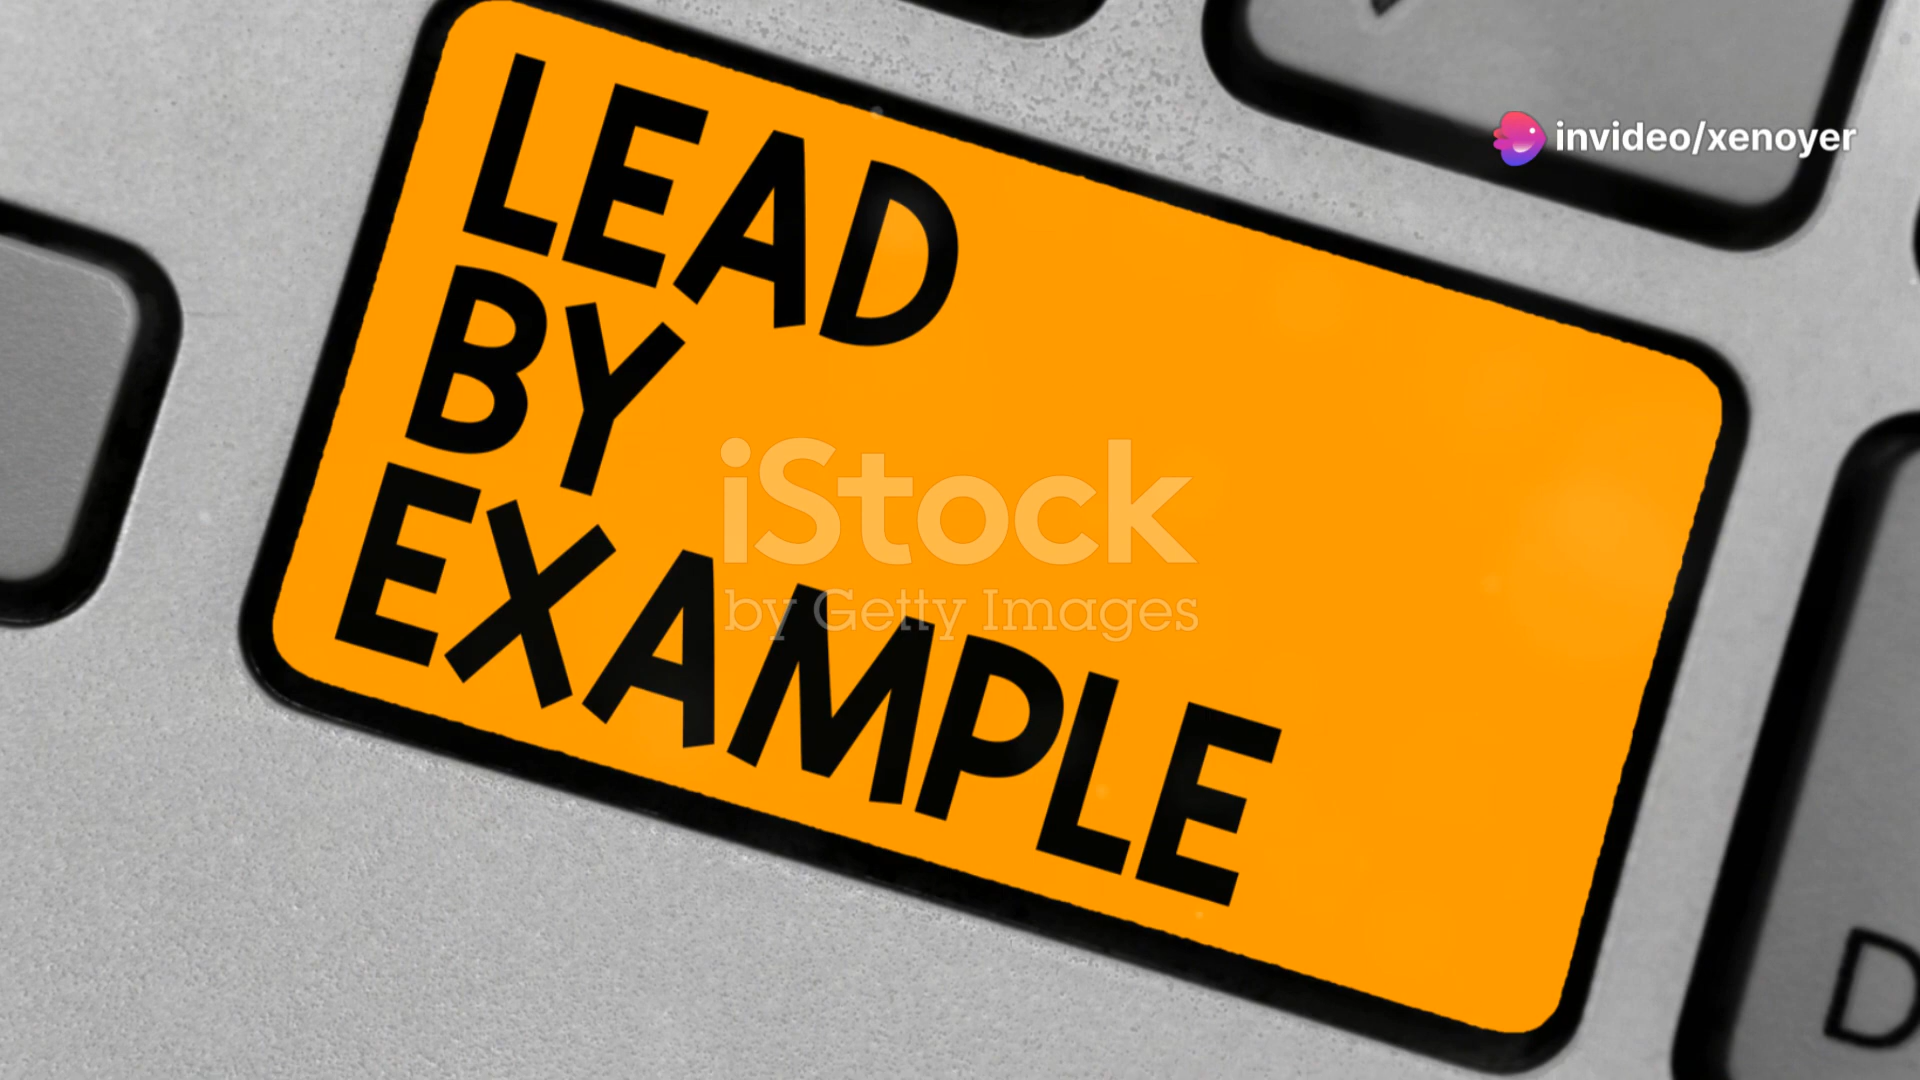 invideo/xenoyer
LEAD
BY
EXAMPLE
iStock
by Getty Images
D